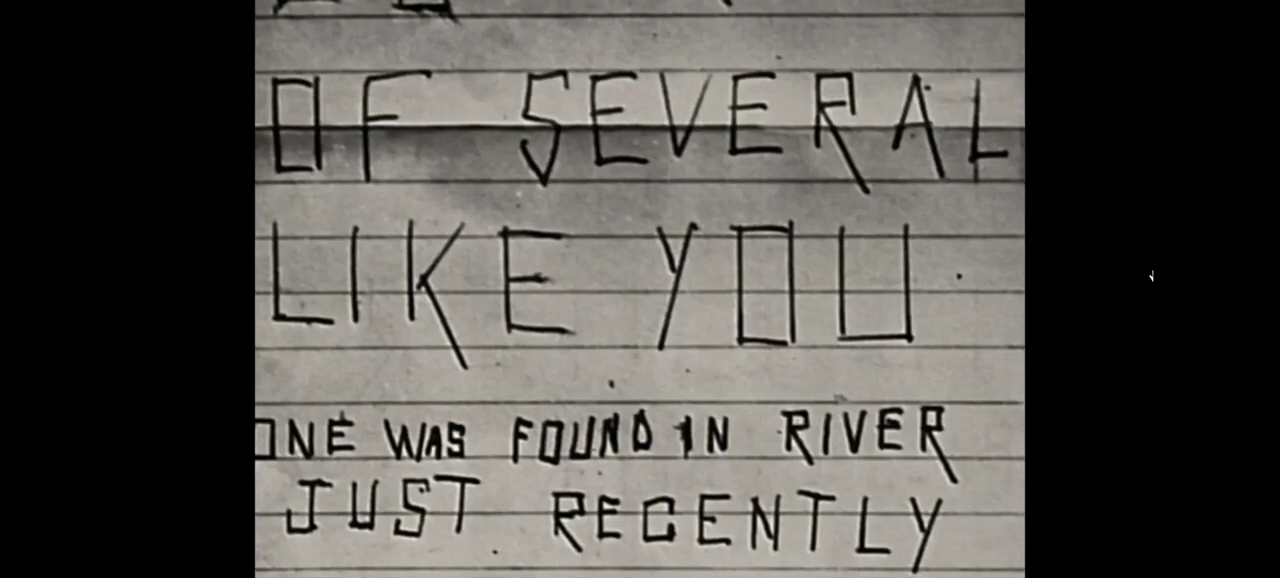 OF SEVERAL
LIKE YOU.
ONE WAS FOUND IN RIVER
JUST RECENTLY